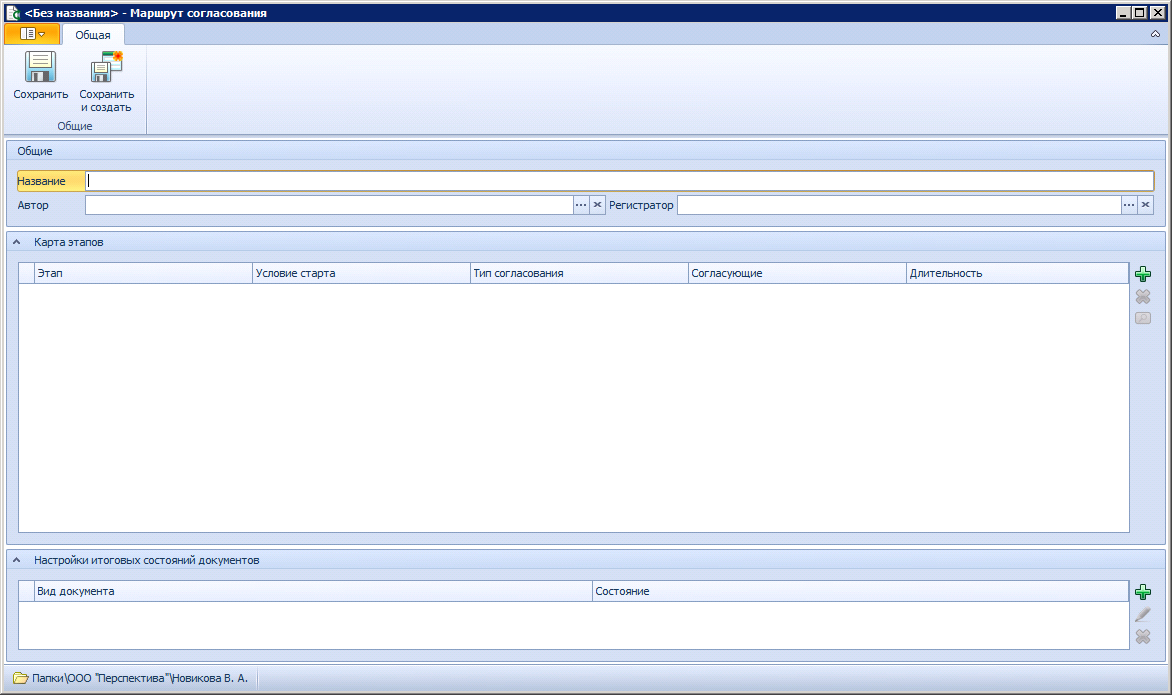 <Без названия> - Маршрут согласования
Общая
Сохранить
Сохранить
и создать
Общие
Общие
Название
Автор
Регистратор
Карта этапов
Этап Условие старта Тип согласования Согласующие Длительность
Настройки итоговых состояний документов
Вид документа Состояние
Папки\ООО "Перспектива"\Новикова В. А.